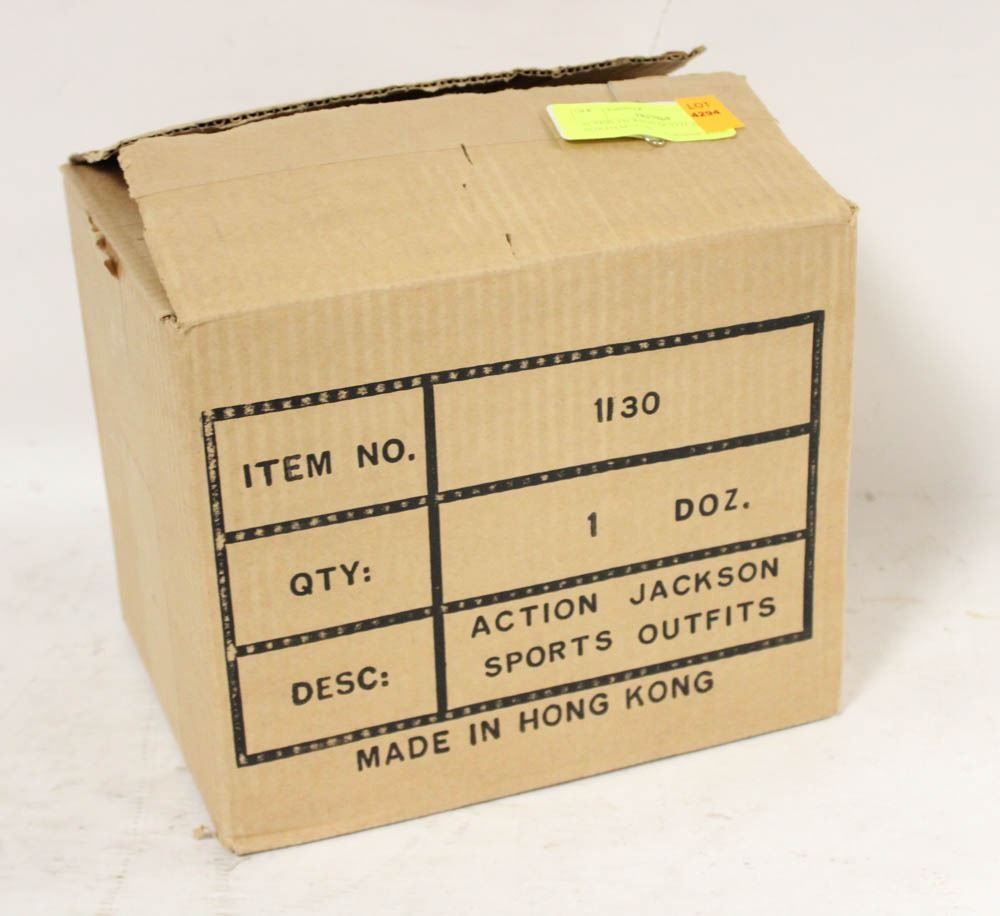 LOT
4294
ITEM NO. 1130
QTY: 1 DOZ.
DESC: ACTION JACKSON
SPORTS OUTFITS
MADE IN HONG KONG